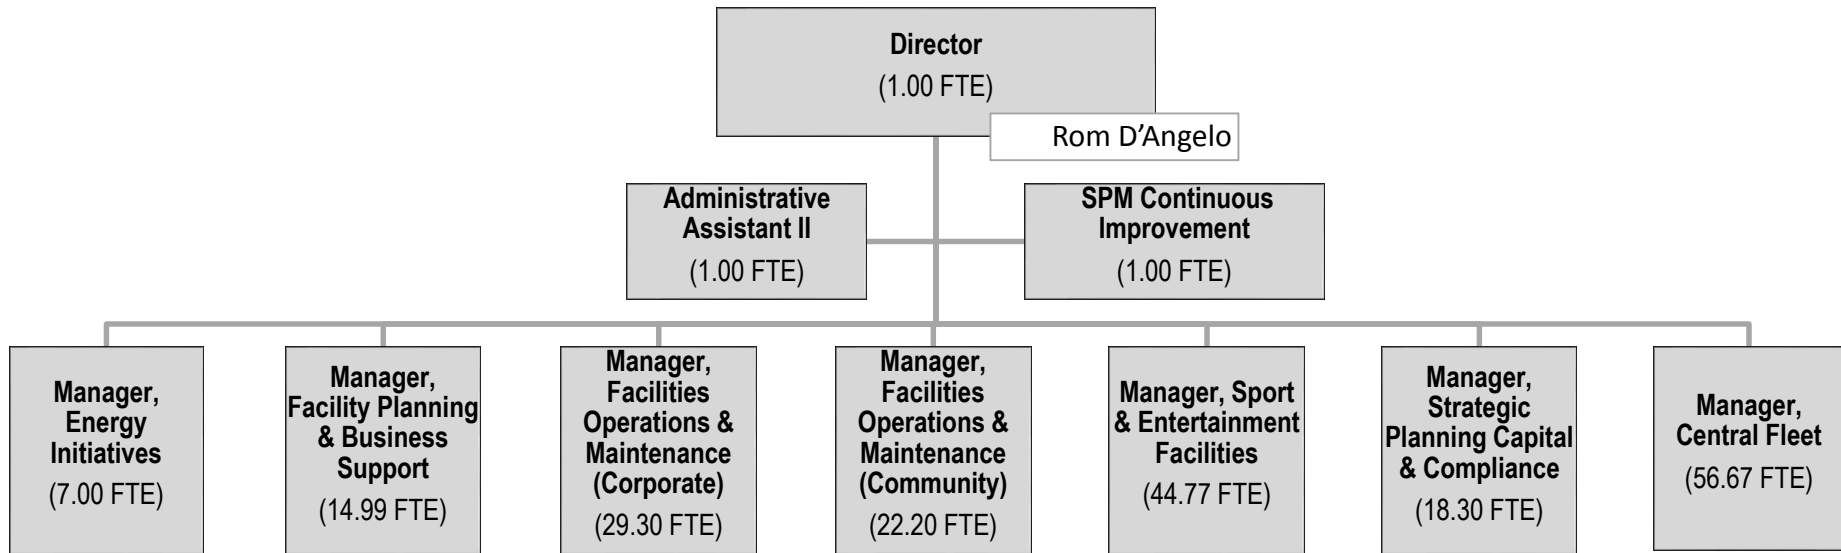 Director
(1.00 FTE)
Rom D’Angelo
Administrative
Assistant II
(1.00 FTE)
SPM Continuous
Improvement
(1.00 FTE)
Manager,
Energy
Initiatives
(7.00 FTE)
Manager,
Facility Planning
& Business
Support
(14.99 FTE)
Manager,
Facilities
Operations &
Maintenance
(Corporate)
(29.30 FTE)
Manager,
Facilities
Operations &
Maintenance
(Community)
(22.20 FTE)
Manager, Sport
& Entertainment
Facilities
(44.77 FTE)
Manager,
Strategic
Planning Capital
& Compliance
(18.30 FTE)
Manager,
Central Fleet
(56.67 FTE)